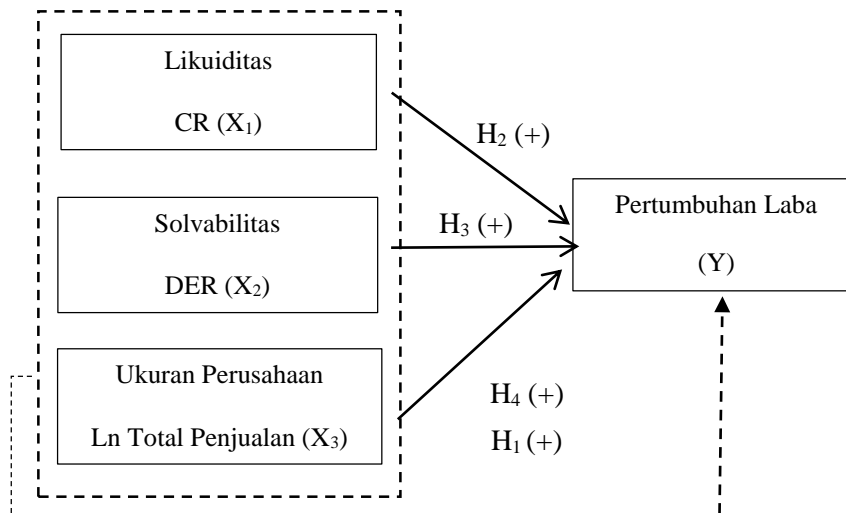 Likuiditas
CR (X₁)
H₂ (+)
Pertumbuhan Laba
(Y)
Solvabilitas
DER (X₂)
H₃ (+)
Ukuran Perusahaan
Ln Total Penjualan (X₃)
H₄ (+)
H₁ (+)